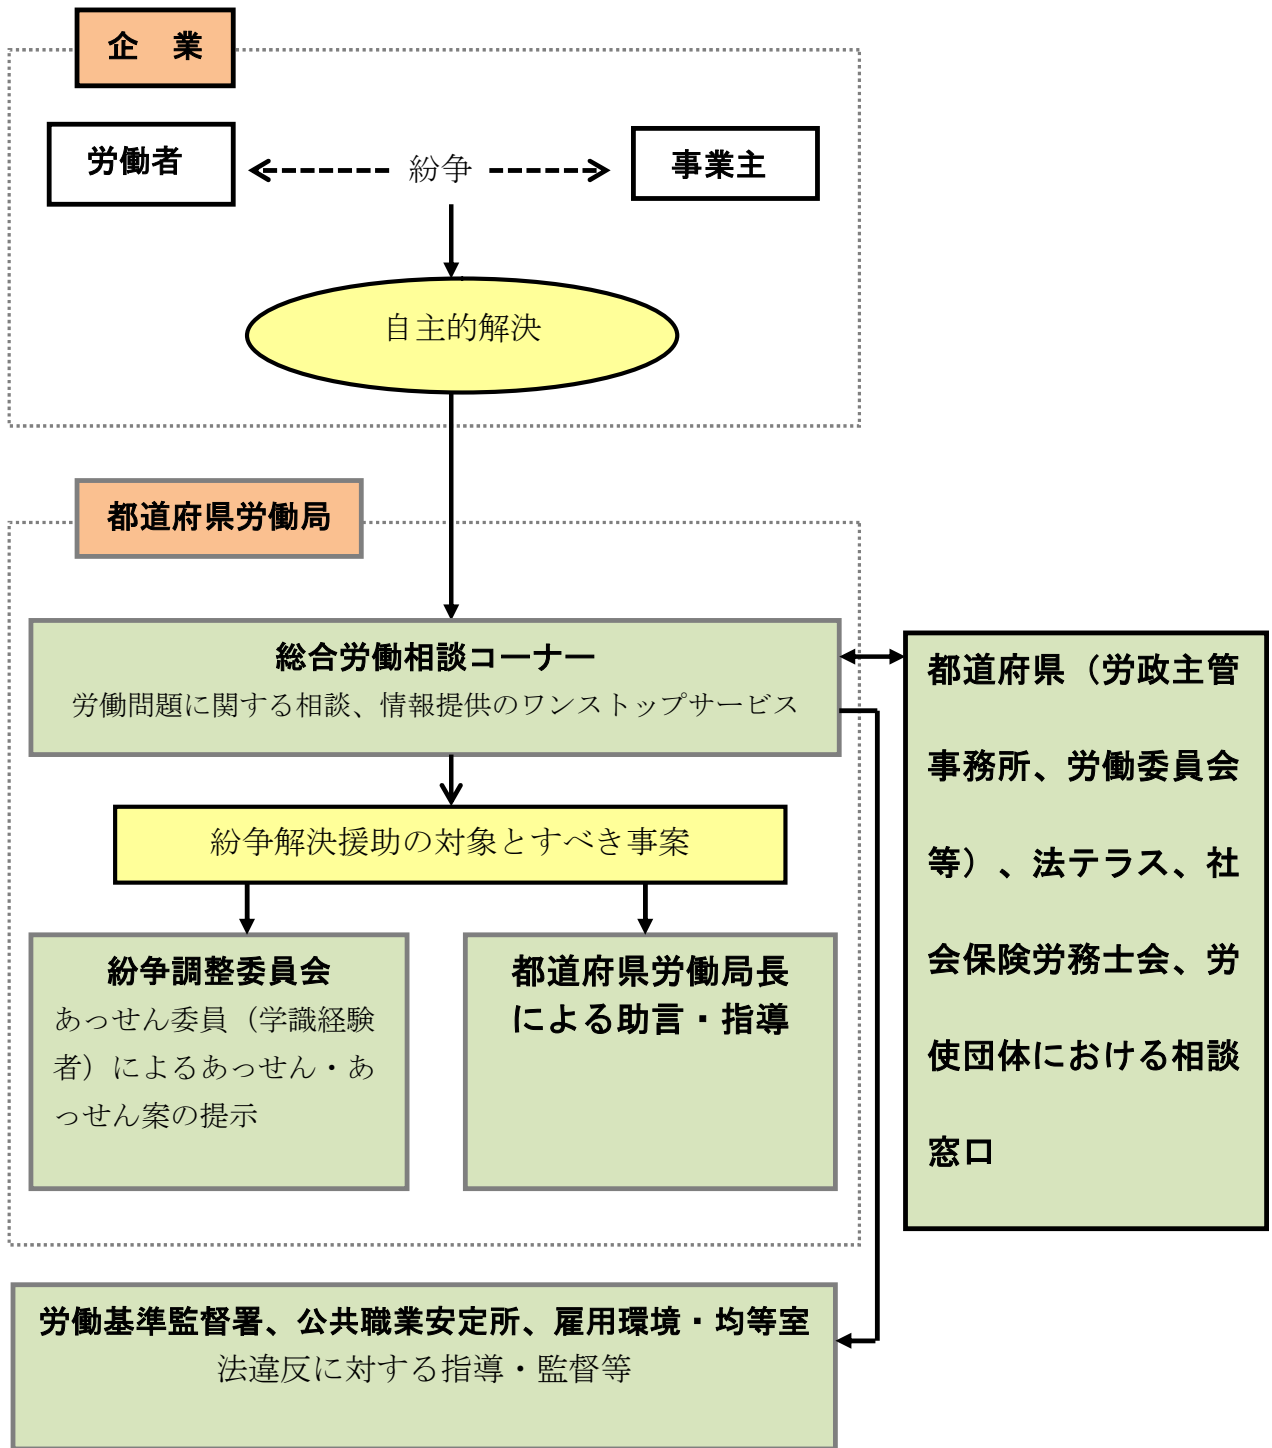 企　業
労働者
紛争
事業主
自主的解決
都道府県労働局
総合労働相談コーナー
労働問題に関する相談、情報提供のワンストップサービス
紛争解決援助の対象とすべき事案
紛争調整委員会
あっせん委員（学識経験
者）によるあっせん・あ
っせん案の提示
都道府県労働局長
による助言・指導
都道府県（労政主管
事務所、労働委員会
等）、法テラス、社
会保険労務士会、労
使団体における相談
窓口
労働基準監督署、公共職業安定所、雇用環境・均等室
法違反に対する指導・監督等